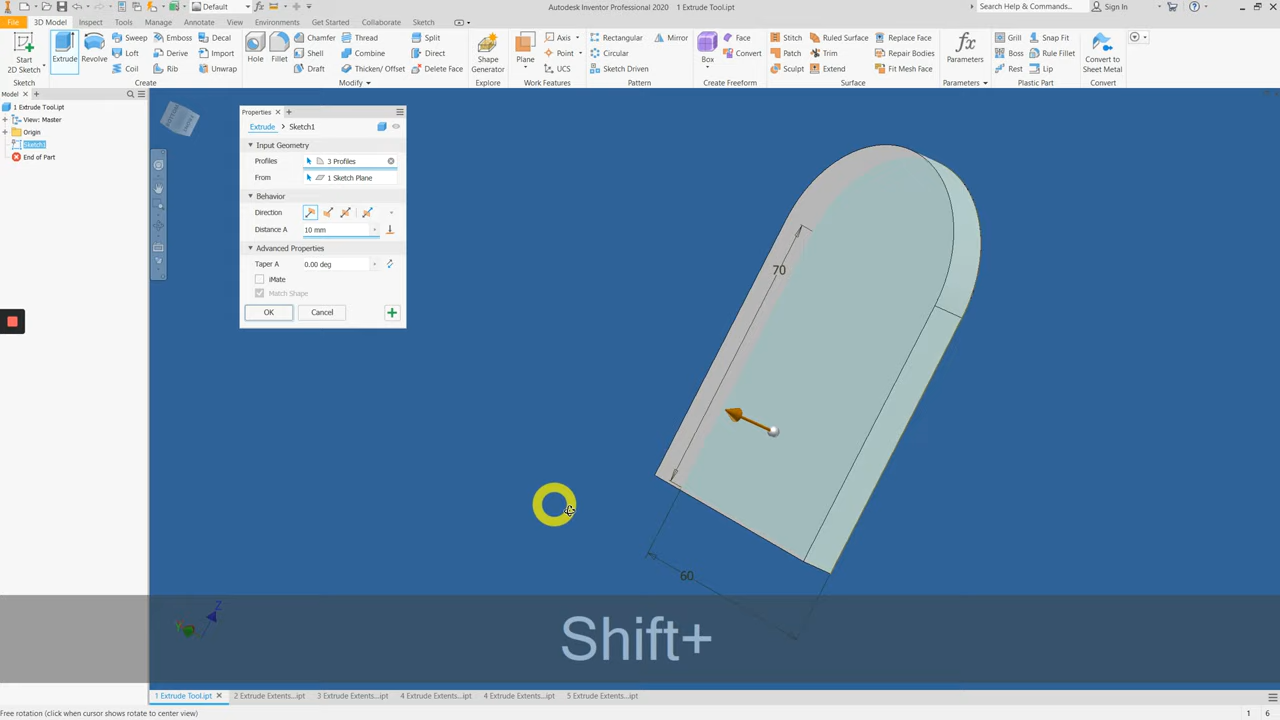 Default
Autodesk Inventor Professional 2020 1 Extrude Tool.ipt
Search Help & Commands...
Sign In
File 3D Model Sketch Inspect Tools Manage Annotate View Environments Get Started Collaborate Sketch
Start
2D Sketch
Sketch
Extrude
Revolve
Sweep
Loft
Coil
Emboss
Derive
Rib
Decal
Import
Unwrap
Create
Hole
Fillet
Chamfer
Shell
Draft
Thread
Combine
Thicken/ Offset
Split
Direct
Delete Face
Modify
Shape
Generator
Explore
Plane
Axis
Point
UCS
Work Features
Rectangular
Circular
Sketch Driven
Mirror
Pattern
Box
Face
Convert
Create Freeform
Stitch
Patch
Sculpt
Ruled Surface
Trim
Extend
Replace Face
Repair Bodies
Fit Mesh Face
Surface
fx
Parameters
Parameters
Grill
Boss
Rest
Snap Fit
Rule Fillet
Lip
Plastic Part
Convert to
Sheet Metal
Convert
Model
1 Extrude Tool.ipt
View: Master
Origin
Sketch1
End of Part
Properties
Extrude > Sketch1
Input Geometry
Profiles 3 Profiles
From 1 Sketch Plane
Behavior
Direction
Distance A 10 mm
Advanced Properties
Taper A 0.00 deg
iMate
Match Shape
OK Cancel
70
60
Z
Y
Shift+
1 Extrude Tool.ipt 2 Extrude Extents...ipt 3 Extrude Extents...ipt 4 Extrude Extents...ipt 4 Extrude Extents...ipt 5 Extrude Extents...ipt
Free rotation (click when cursor shows rotate to center view) 1 6